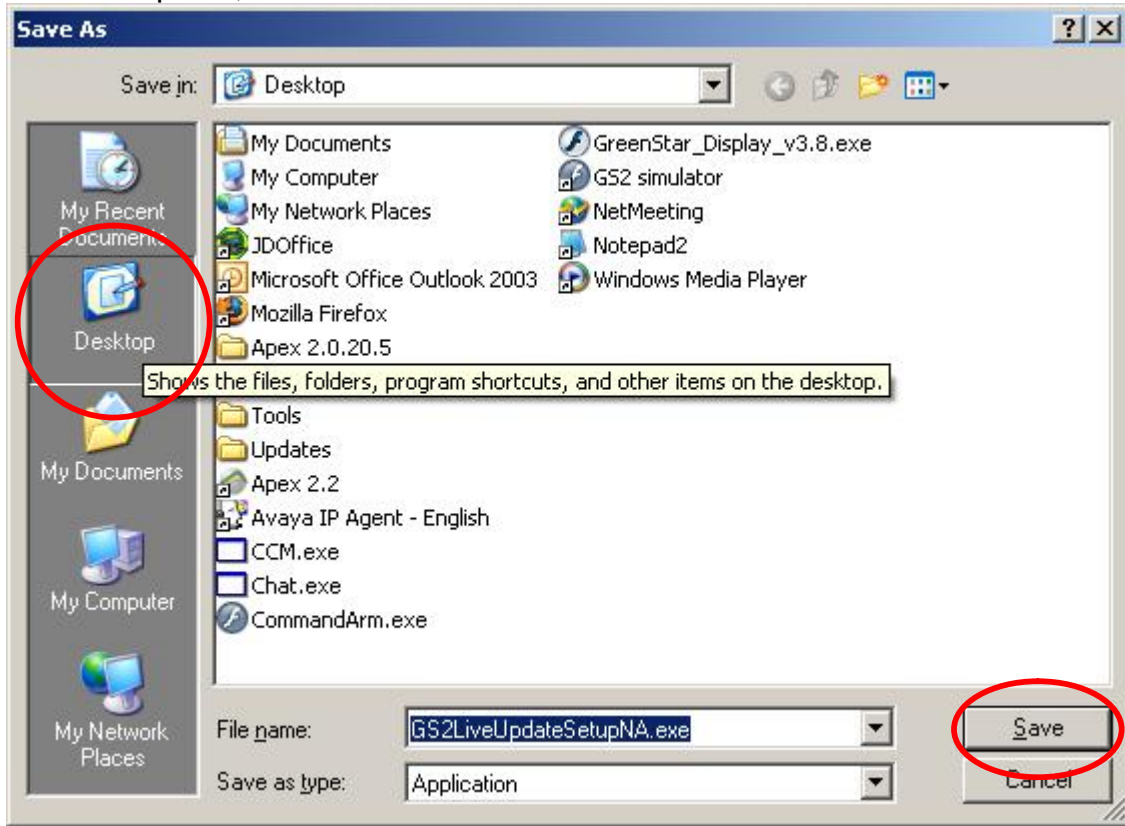 Save As
Save in:
Desktop
My Recent
Documents
Desktop
My Documents
My Computer
My Network
Places
My Documents
My Computer
My Network Places
JDOffice
Microsoft Office Outlook 2003
Mozilla Firefox
Apex 2.0.20.5
Shows the files, folders, program shortcuts, and other items on the desktop.
Tools
Updates
Apex 2.2
Avaya IP Agent - English
CCM.exe
Chat.exe
CommandArm.exe
GreenStar_Display_v3.8.exe
GS2 simulator
NetMeeting
Notepad2
Windows Media Player
File name:
GS2LiveUpdateSetupNA.exe
Save
Save as type:
Application
Cancel